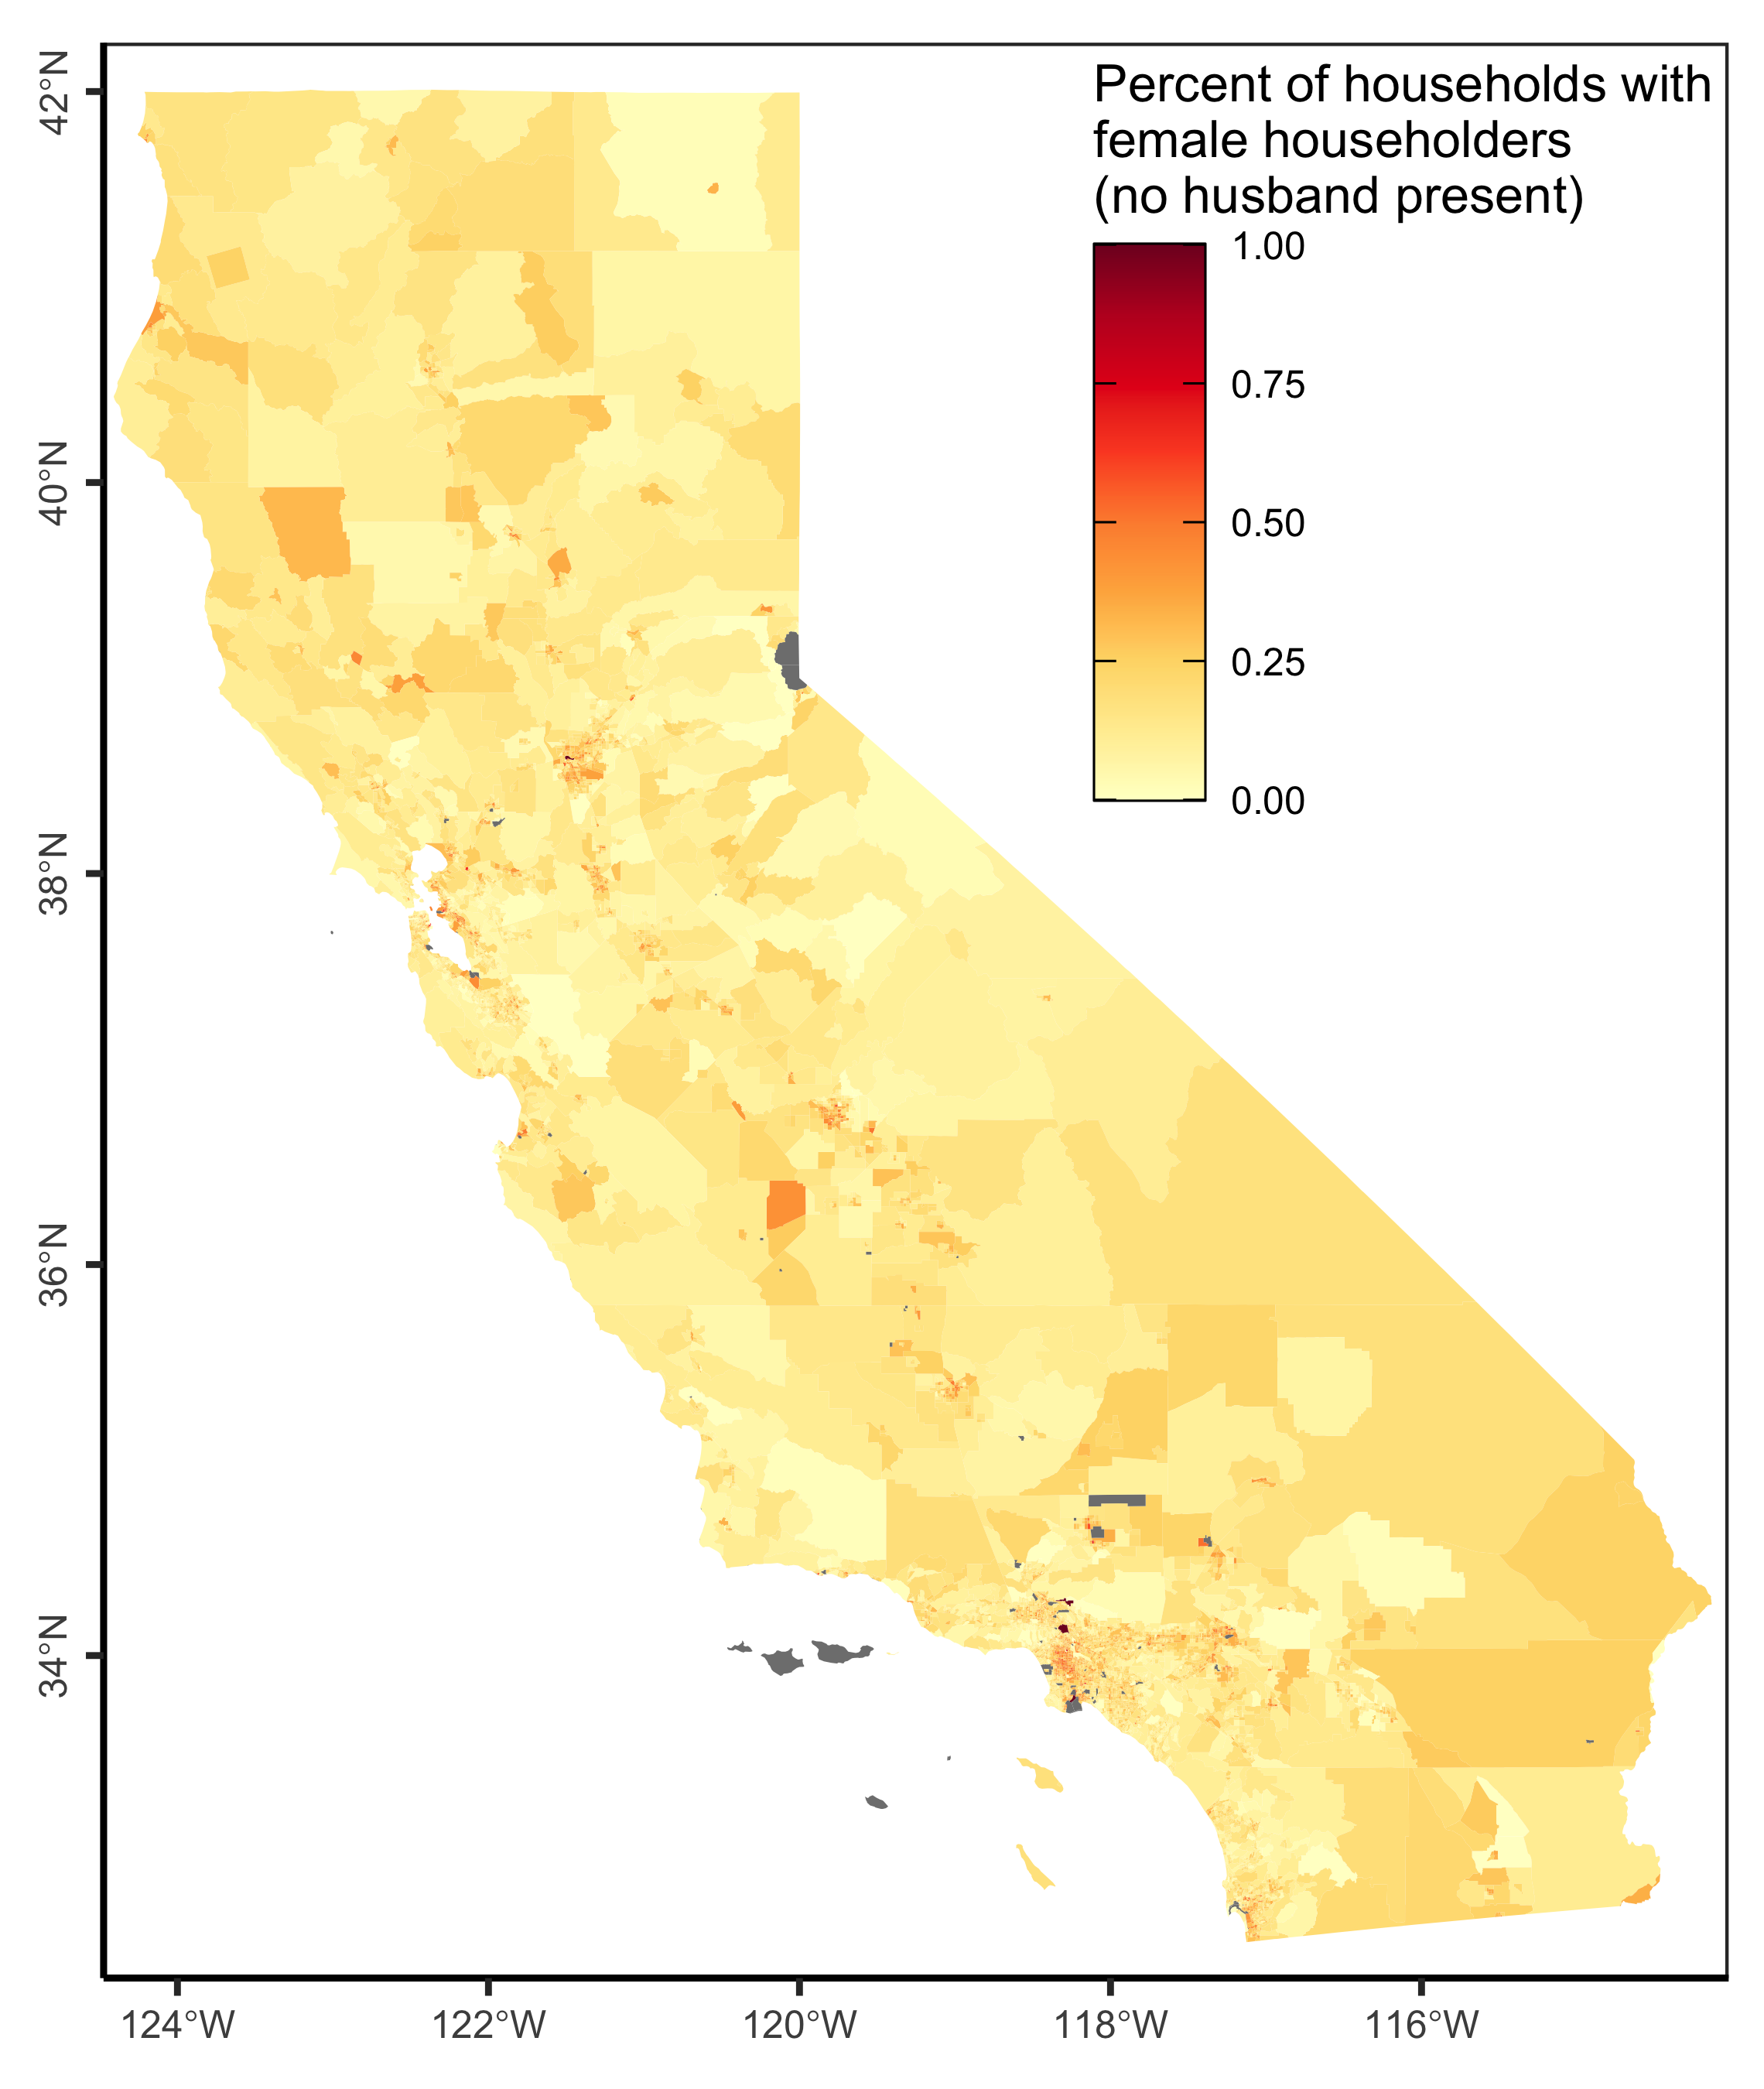 Percent of households with
female householders
(no husband present)
1.00
0.75
0.50
0.25
0.00
42°N
40°N
38°N
36°N
34°N
124°W
122°W
120°W
118°W
116°W